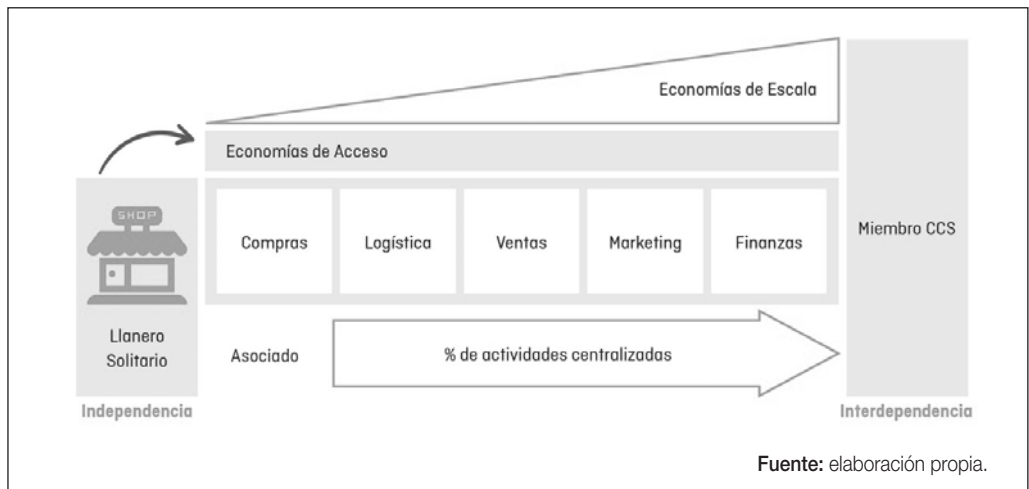 Economías de Escala
Economías de Acceso
SHOP
Compras
Logística
Ventas
Marketing
Finanzas
Miembro CCS
Llanero
Solitario
Asociado
% de actividades centralizadas
Independencia
Interdependencia
Fuente: elaboración propia.